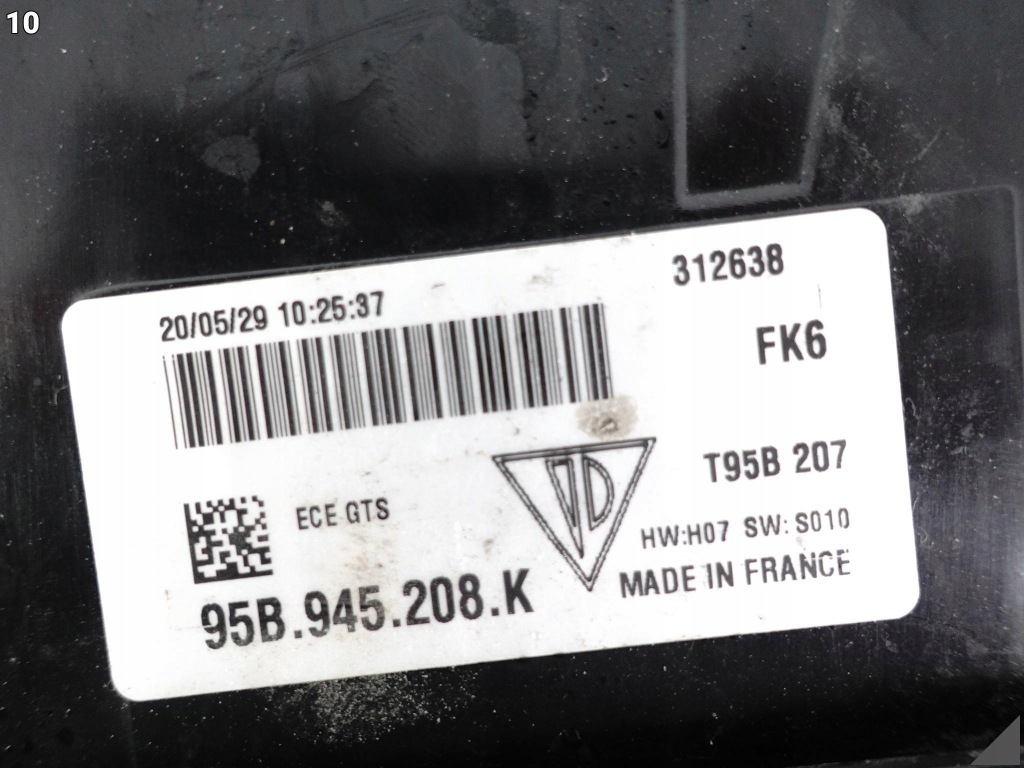 10
20/05/29 10:25:37
312638
FK6
T95B 207
ECE GTS
HW:H07 SW: S010
MADE IN FRANCE
95B.945.208.K